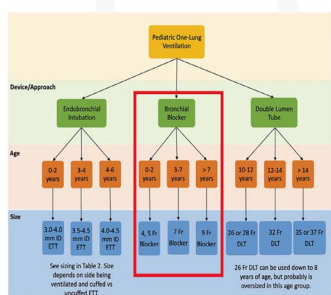 Pediatric One-Lung
Ventilation
Device/Approach
Endobronchial
Intubation
Bronchial
Blocker
Double Lumen
Tube
Age
0-2
years
3-4
years
4-6
years
0-2
years
3-7
years
> 7
years
10-12
years
12-14
years
> 14
years
Size
3.0-4.0
mm ID
ETT
3.5-4.5
mm ID
ETT
4.0-4.5
mm ID
ETT
4, 5 Fr
Blocker
7 Fr
Blocker
9 Fr
Blocker
26 or 28 Fr
DLT
32 Fr
DLT
35 or 37 Fr
DLT
See sizing in Table 2. Size
depends on side being
ventilated and cuffed vs
uncuffed ETT.
26 Fr DLT can be used down to 8
years of age, but probably is
oversized in this age group.